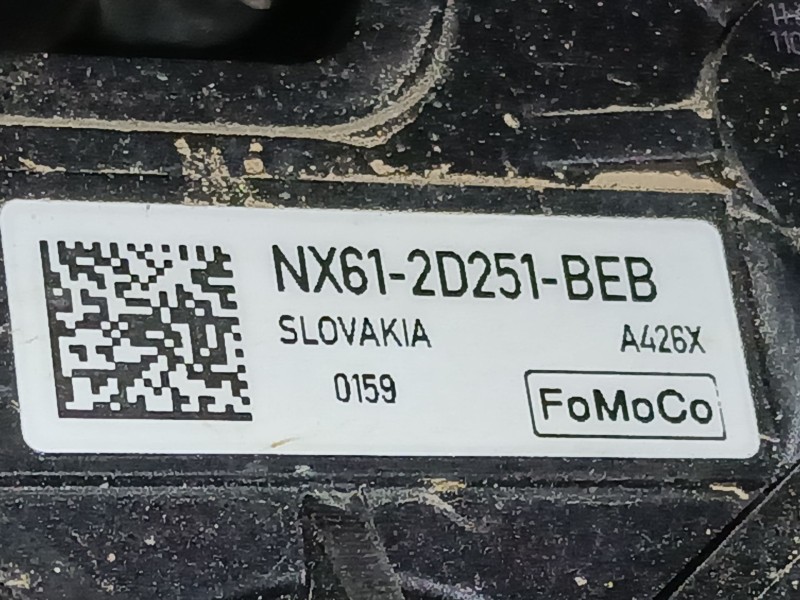 NX61-2D251-BEB
SLOVAKIA A426X
0159
FoMoCo